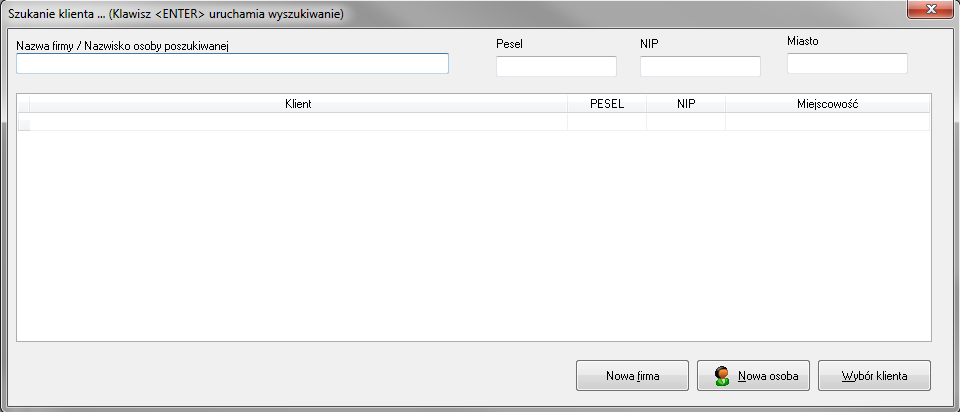 Szukanie klienta ... (Klawisz <ENTER> uruchamia wyszukiwanie)
Nazwa firmy / Nazwisko osoby poszukiwanej
Pesel
NIP
Miasto
Klient PESEL NIP Miejscowość
Nowa firma Nowa osoba Wybór klienta